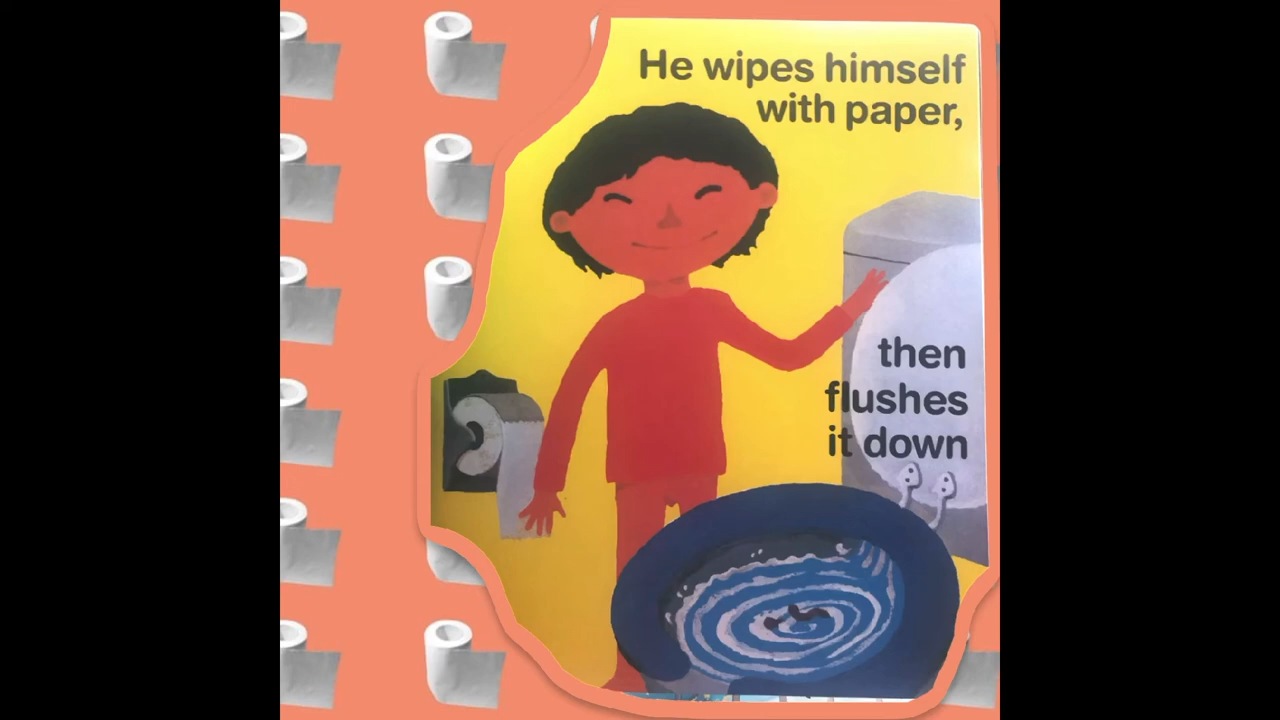 He wipes himself
with paper,
then
flushes
it down